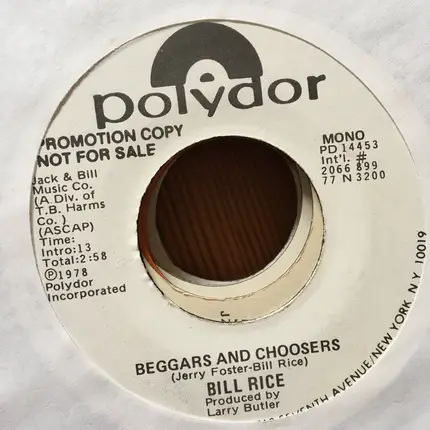 polydor
PROMOTION COPY
NOT FOR SALE
Jack & Bill
Music Co.
(A Div. of
T.B. Harms
Co.)
(ASCAP)
Time:
Intro:13
Total:2:58
Ⓟ1978
Polydor
Incorporated
MONO
PD 14453
Int'l. #
2066 899
77 N 3200
BEGGARS AND CHOOSERS
(Jerry Foster-Bill Rice)
BILL RICE
Produced by
Larry Butler
SEVENTH AVENUE/NEW YORK, N Y 10019